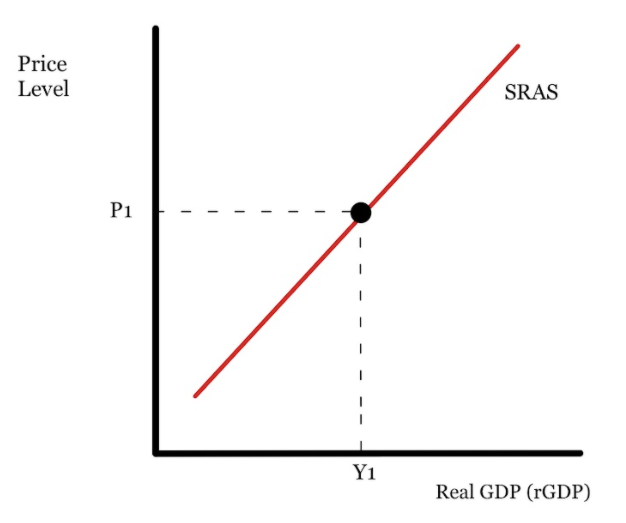 Price
Level
SRAS
P1
Y1
Real GDP (rGDP)